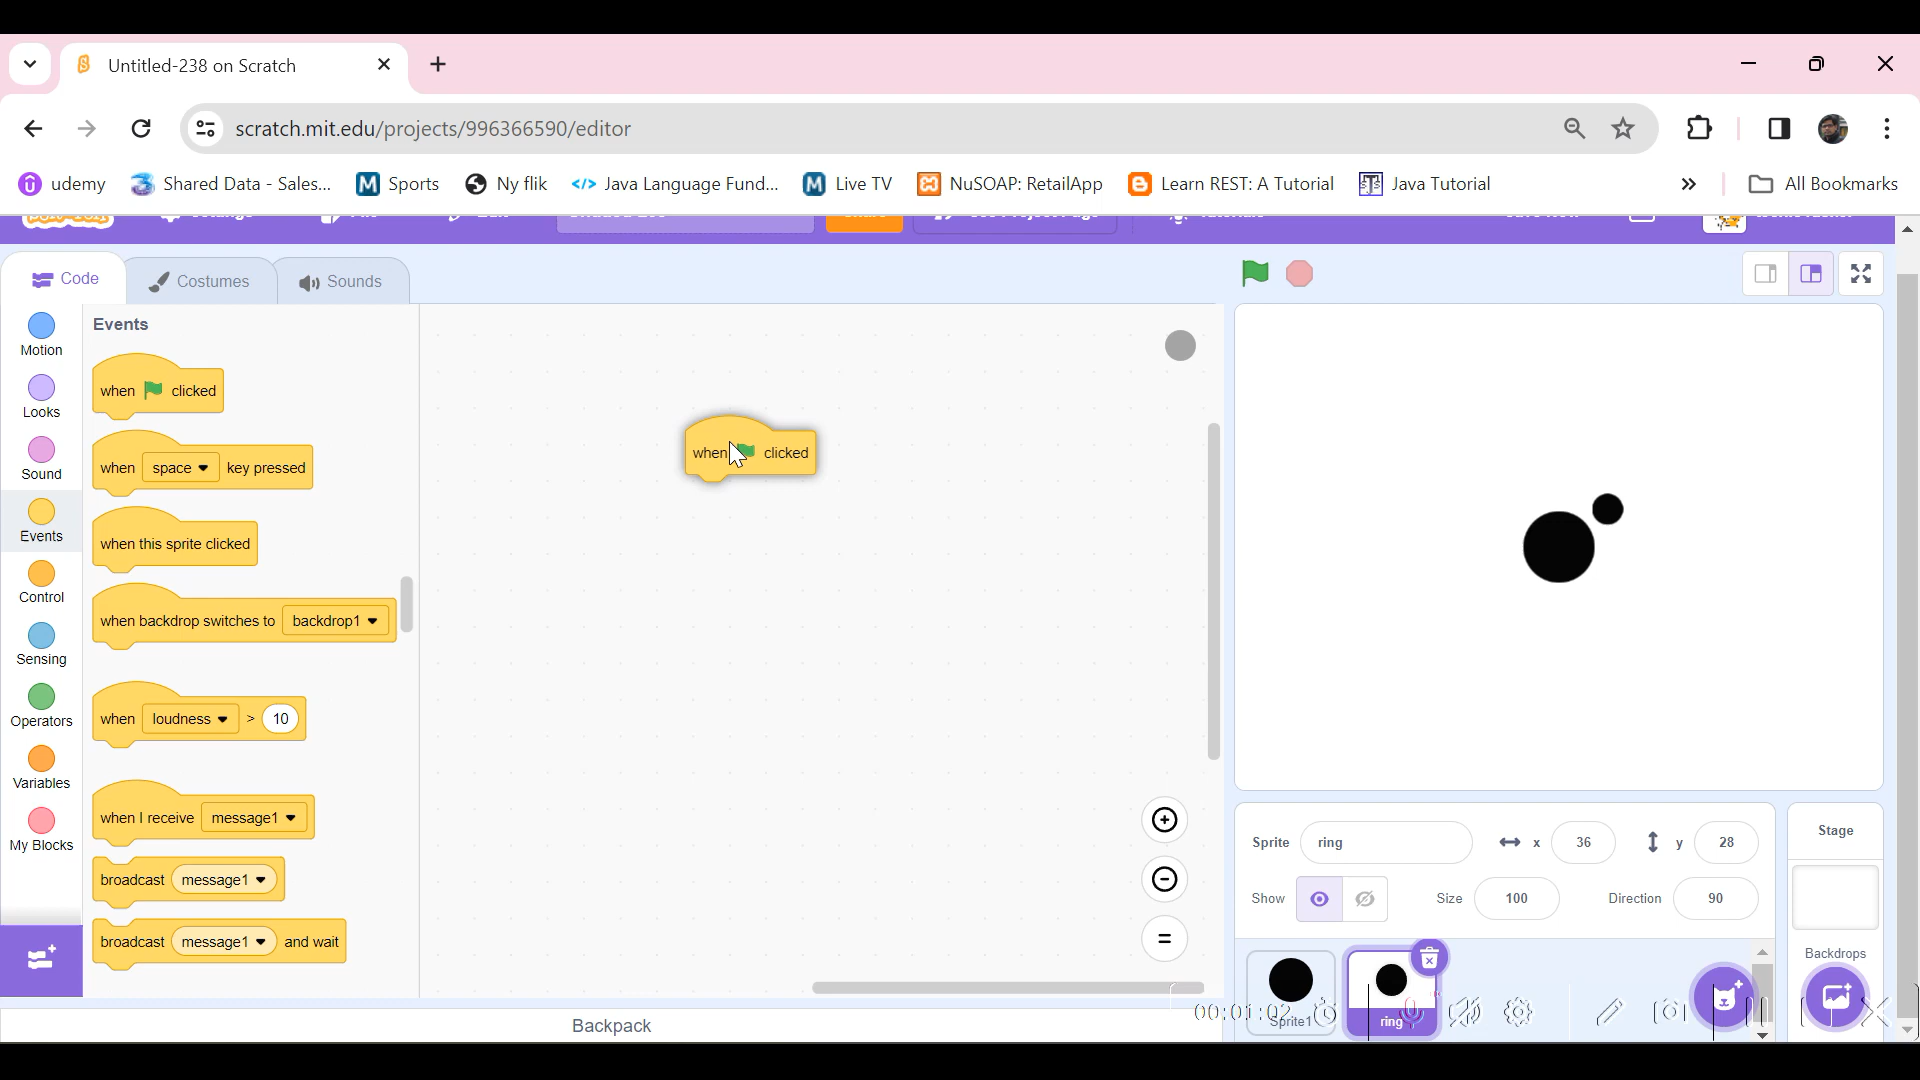 Untitled-238 on Scratch
scratch.mit.edu/projects/996366590/editor
udemy
Shared Data - Sales...
Sports
Ny flik
Java Language Fund...
Live TV
NuSOAP: RetailApp
Learn REST: A Tutorial
Java Tutorial
All Bookmarks
Code
Costumes
Sounds
Motion
Looks
Sound
Events
Control
Sensing
Operators
Variables
My Blocks
Events
when clicked
when space key pressed
when this sprite clicked
when backdrop switches to backdrop1
when loudness > 10
when I receive message1
broadcast message1
broadcast message1 and wait
when clicked
Backpack
Sprite ring x 36 y 28
Show Size 100 Direction 90
Sprite1
ring
Stage
Backdrops
00:01:02